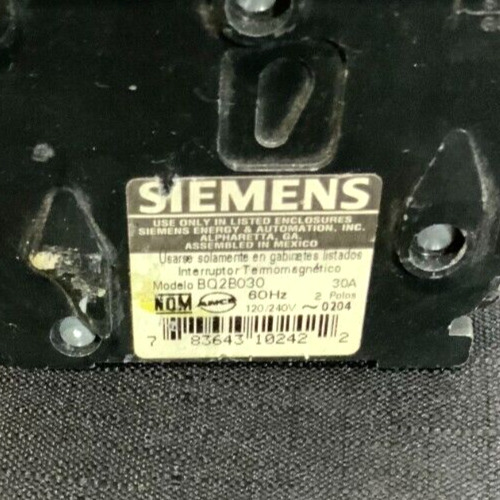 SIEMENS
USE ONLY IN LISTED ENCLOSURES
SIEMENS ENERGY & AUTOMATION, INC.
ALPHARETTA, GA.
ASSEMBLED IN MEXICO
Usarse solamente en gabinetes listados
Interruptor Termomagnético
Modelo BQ2B030 30A
NOM ANCE 60Hz 2 Polos
120/240V ~ 0204
7 83643 10242 2